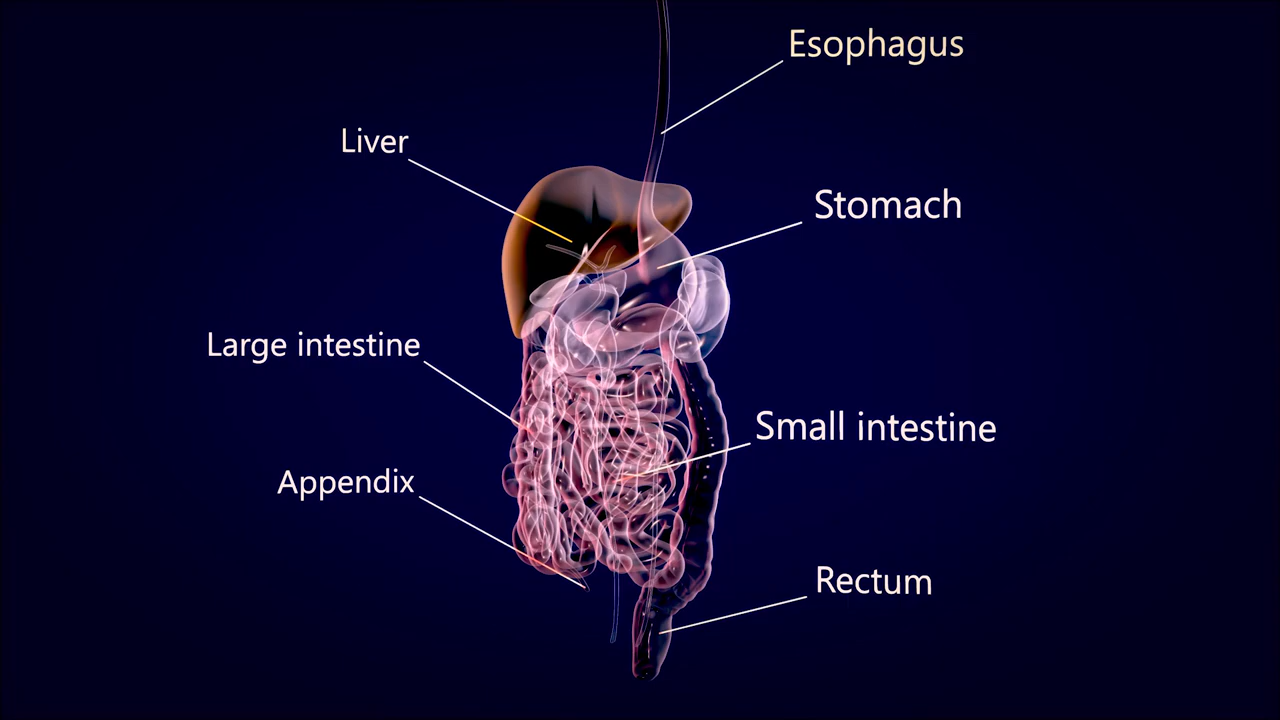 Esophagus
Liver
Stomach
Large intestine
Small intestine
Appendix
Rectum